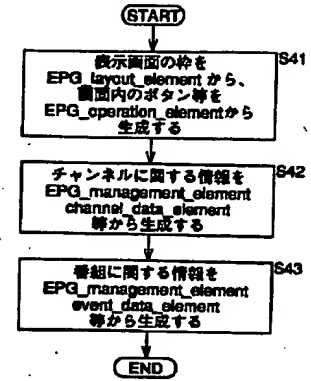 START
S41
表示画面の枠を
EPG_layout_element から、
画面内のボタン等を
EPG_operation_elementから
生成する
S42
チャンネルに関する情報を
EPG_management_element
channel_data_element
等から生成する
S43
番組に関する情報を
EPG_management_element
event_data_element
等から生成する
END